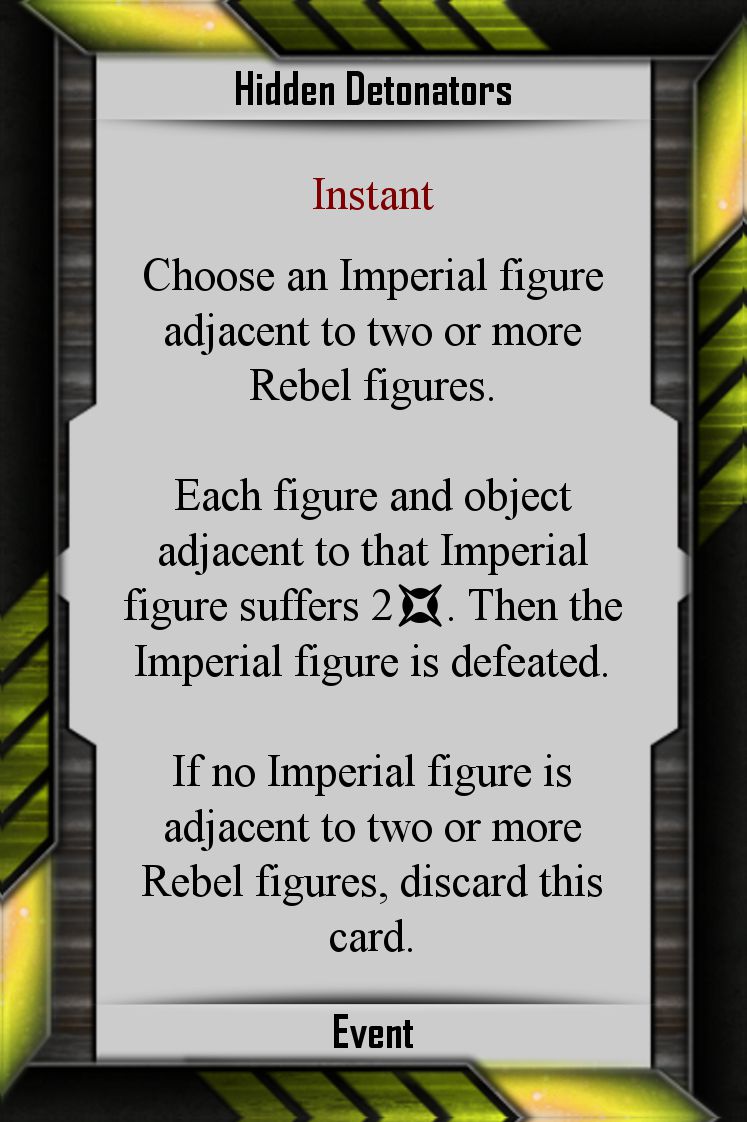 Hidden Detonators
Instant
Choose an Imperial figure
adjacent to two or more
Rebel figures.
Each figure and object
adjacent to that Imperial
figure suffers 2. Then the
Imperial figure is defeated.
If no Imperial figure is
adjacent to two or more
Rebel figures, discard this
card.
Event